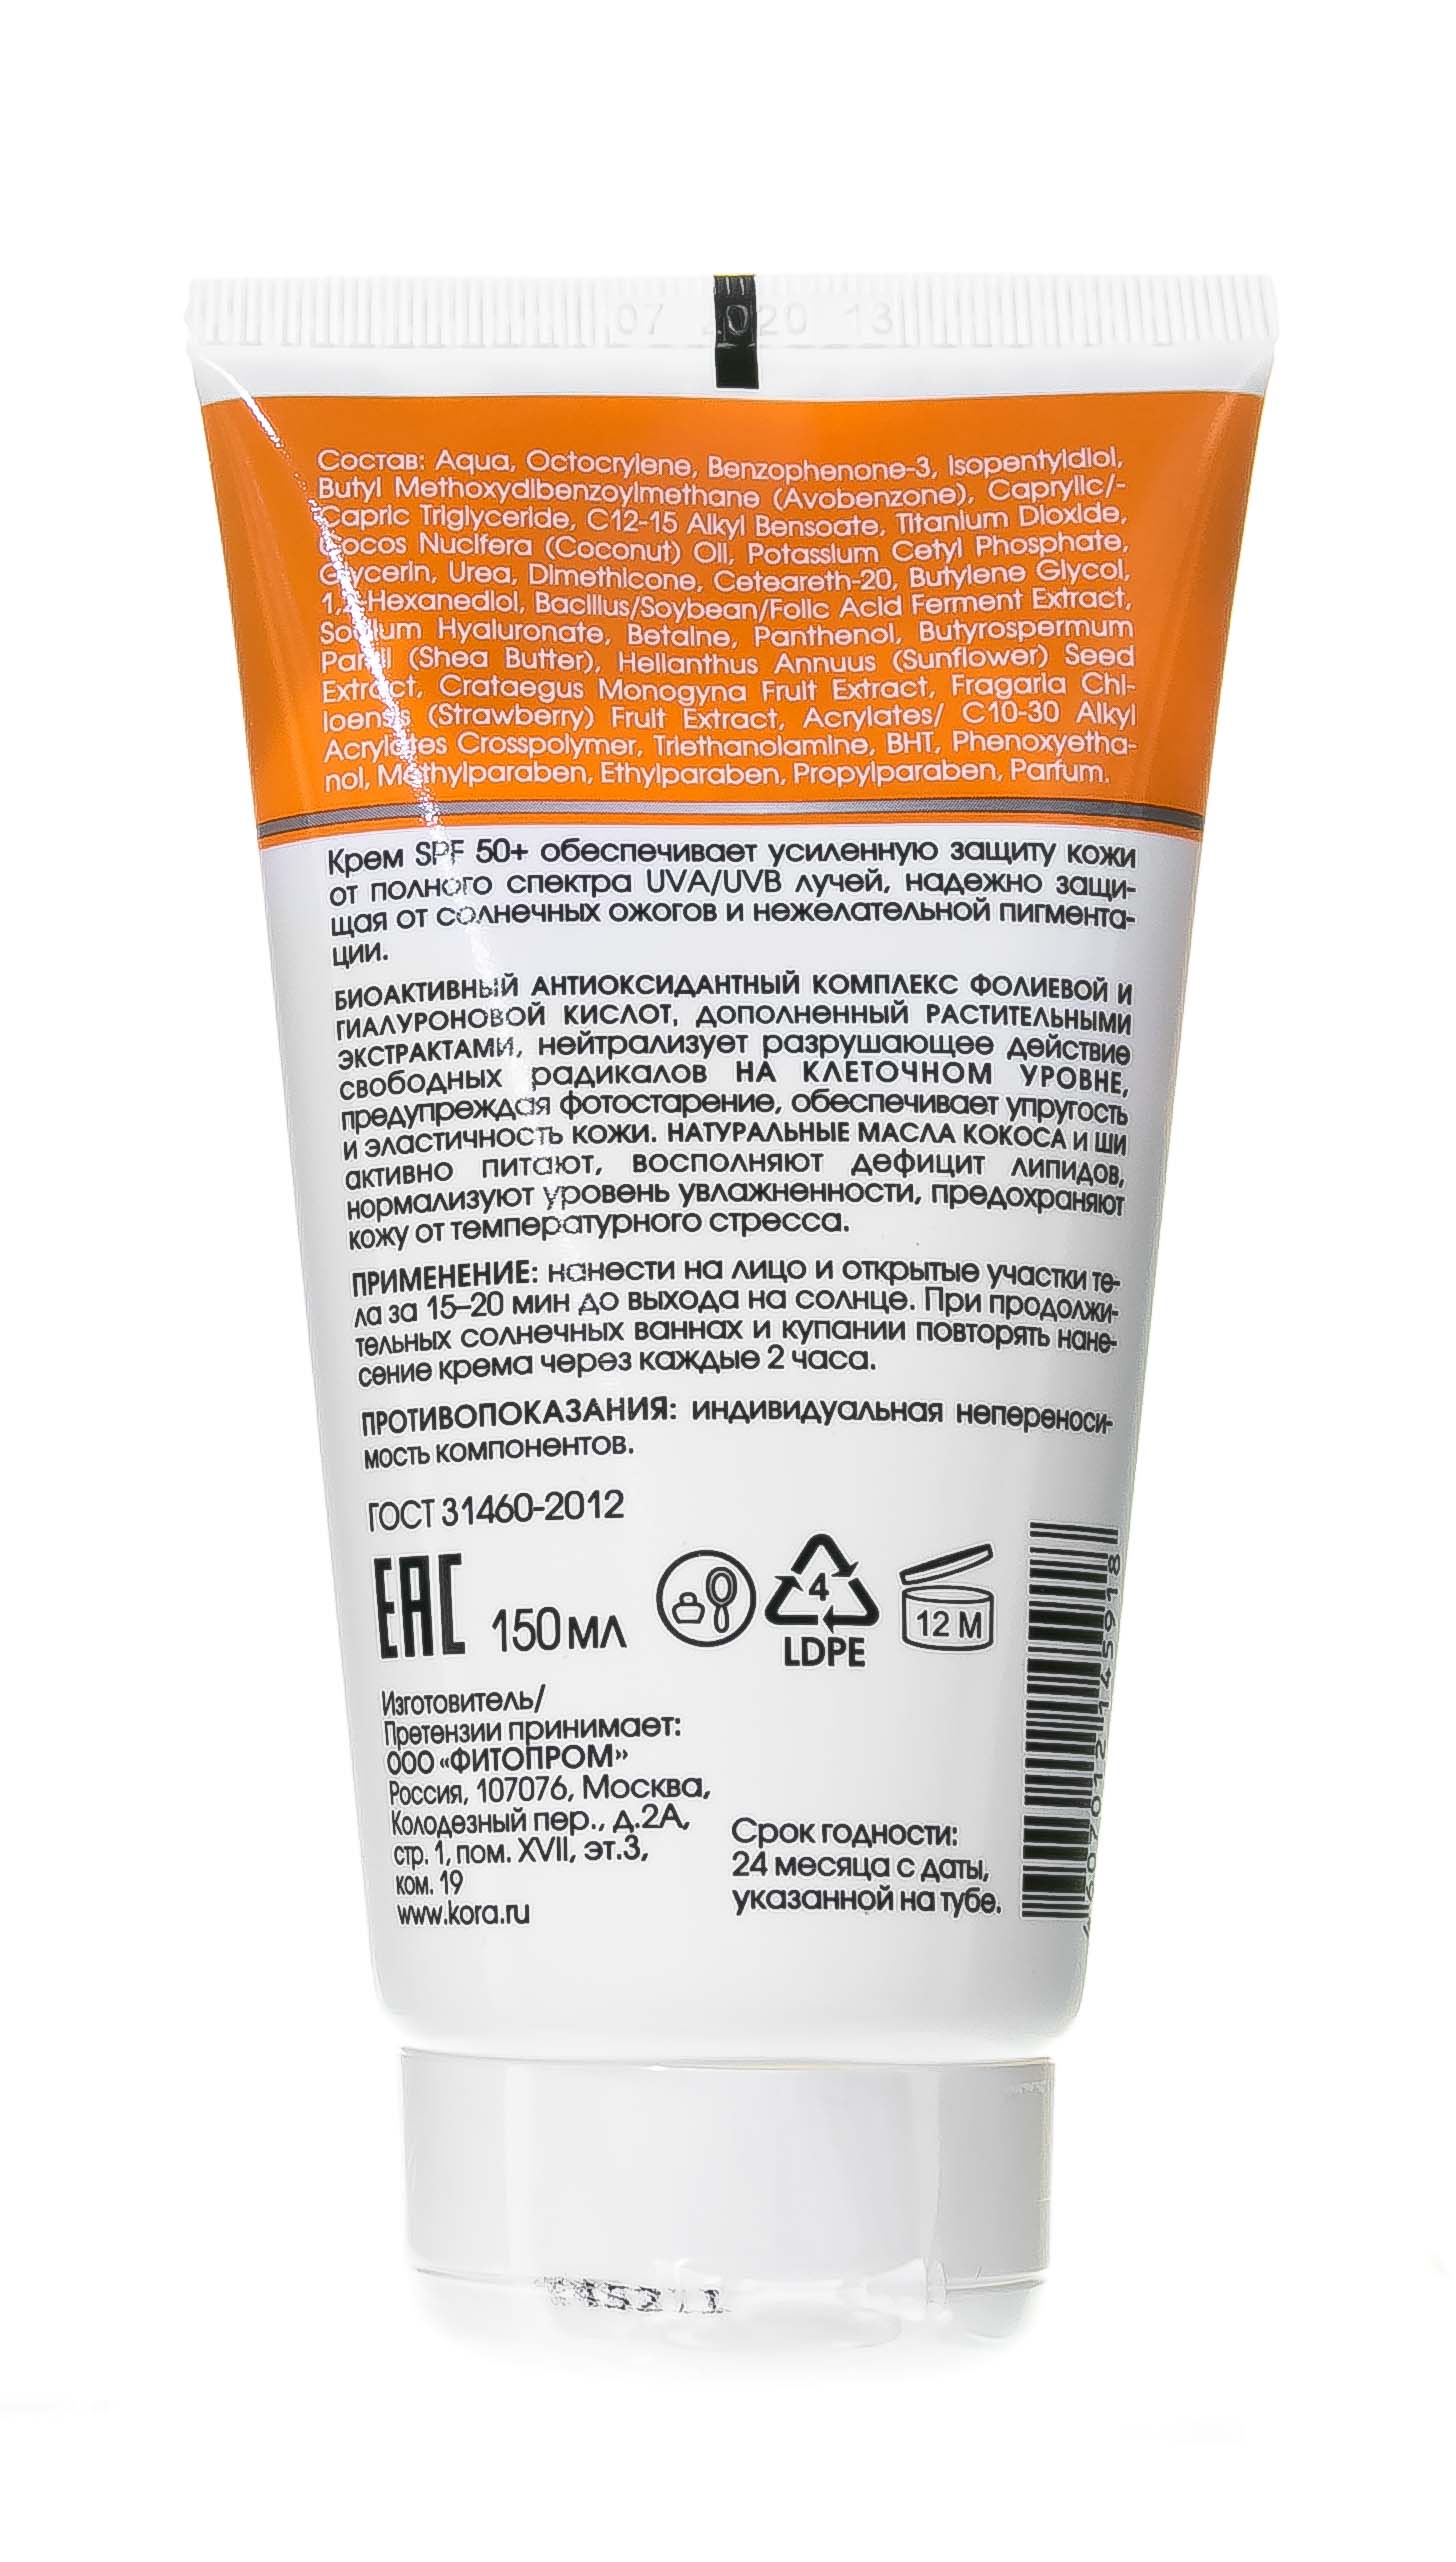 07 2020 13
Состав: Aqua, Octocrylene, Benzophenone-3, Isopentyldiol,
Butyl Methoxydibenzoylmethane (Avobenzone), Caprylic/-
Capric Triglyceride, C12-15 Alkyl Bensoate, Titanium Dioxide,
Cocos Nucifera (Coconut) Oil, Potassium Cetyl Phosphate,
Glycerin, Urea, Dimethicone, Ceteareth-20, Butylene Glycol,
1,2-Hexanediol, Bacillus/Soybean/Folic Acid Ferment Extract,
Sodium Hyaluronate, Betaine, Panthenol, Butyrospermum
Parkii (Shea Butter), Helianthus Annuus (Sunflower) Seed
Extract, Crataegus Monogyna Fruit Extract, Fragaria Chi-
loensis (Strawberry) Fruit Extract, Acrylates/ C10-30 Alkyl
Acrylates Crosspolymer, Triethanolamine, BHT, Phenoxyetha-
nol, Methylparaben, Ethylparaben, Propylparaben, Parfum.
Крем SPF 50+ обеспечивает усиленную защиту кожи
от полного спектра UVA/UVB лучей, надежно защи-
щая от солнечных ожогов и нежелательной пигмента-
ции.
БИОАКТИВНЫЙ АНТИОКСИДАНТНЫЙ КОМПЛЕКС ФОЛИЕВОЙ И
ГИАЛУРОНОВОЙ КИСЛОТ, ДОПОЛНЕННЫЙ РАСТИТЕЛЬНЫМИ
ЭКСТРАКТАМИ, нейтрализует разрушающее действие
свободных радикалов НА КЛЕТОЧНОМ УРОВНЕ,
предупреждая фотостарение, обеспечивает упругость
и эластичность кожи. НАТУРАЛЬНЫЕ МАСЛА КОКОСА И ШИ
активно питают, восполняют дефицит липидов,
нормализуют уровень увлажненности, предохраняют
кожу от температурного стресса.
ПРИМЕНЕНИЕ: нанести на лицо и открытые участки те-
ла за 15–20 мин до выхода на солнце. При продолжи-
тельных солнечных ваннах и купании повторять нане-
сение крема через каждые 2 часа.
ПРОТИВОПОКАЗАНИЯ: индивидуальная непереноси-
мость компонентов.
ГОСТ 31460-2012
ЕАС 150 МЛ
4
LDPE
12 M
Изготовитель/
Претензии принимает:
ООО «ФИТОПРОМ»
Россия, 107076, Москва,
Колодезный пер., д.2А,
стр. 1, пом. XVII, эт.3,
ком. 19
www.kora.ru
Срок годности:
24 месяца с даты,
указанной на тубе.
4607012145918